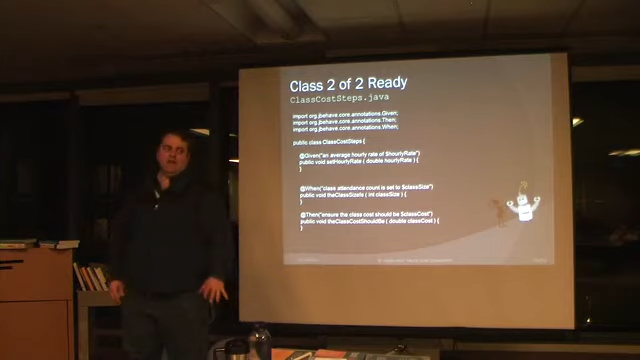 Class 2 of 2 Ready
ClassCostSteps.java
import org.jbehave.core.annotations.Given;
import org.jbehave.core.annotations.Then;
import org.jbehave.core.annotations.When;
public class ClassCostSteps {
@Given("an average hourly rate of $hourlyRate")
public void setHourlyRate ( double hourlyRate ) {
}
@When("class attendance count is set to $classSize")
public void theClassSizeIs ( int classSize ) {
}
@Then("ensure the class cost should be $classCost")
public void theClassCostShouldBe ( double classCost ) {
}